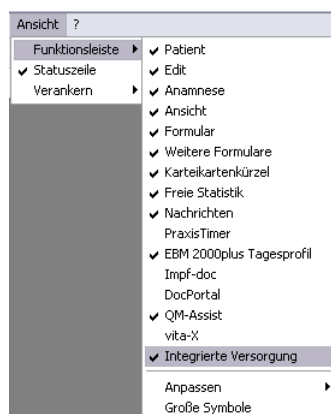 Ansicht ?
Funktionsleiste
Statuszeile
Verankern
Patient
Edit
Anamnese
Ansicht
Formular
Weitere Formulare
Karteikartenkürzel
Freie Statistik
Nachrichten
PraxisTimer
EBM 2000plus Tagesprofil
Impf-doc
DocPortal
QM-Assist
vita-X
Integrierte Versorgung
Anpassen
Große Symbole